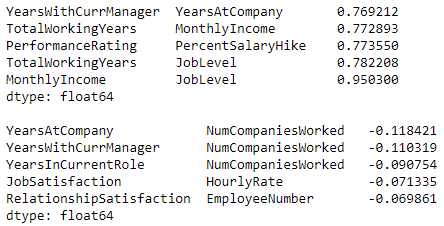 YearsWithCurrManager  YearsAtCompany       0.769212
TotalWorkingYears     MonthlyIncome        0.772893
PerformanceRating     PercentSalaryHike    0.773550
TotalWorkingYears     JobLevel             0.782208
MonthlyIncome         JobLevel             0.950300
dtype: float64
YearsAtCompany            NumCompaniesWorked   -0.118421
YearsWithCurrManager      NumCompaniesWorked   -0.110319
YearsInCurrentRole        NumCompaniesWorked   -0.090754
JobSatisfaction           HourlyRate           -0.071335
RelationshipSatisfaction  EmployeeNumber       -0.069861
dtype: float64